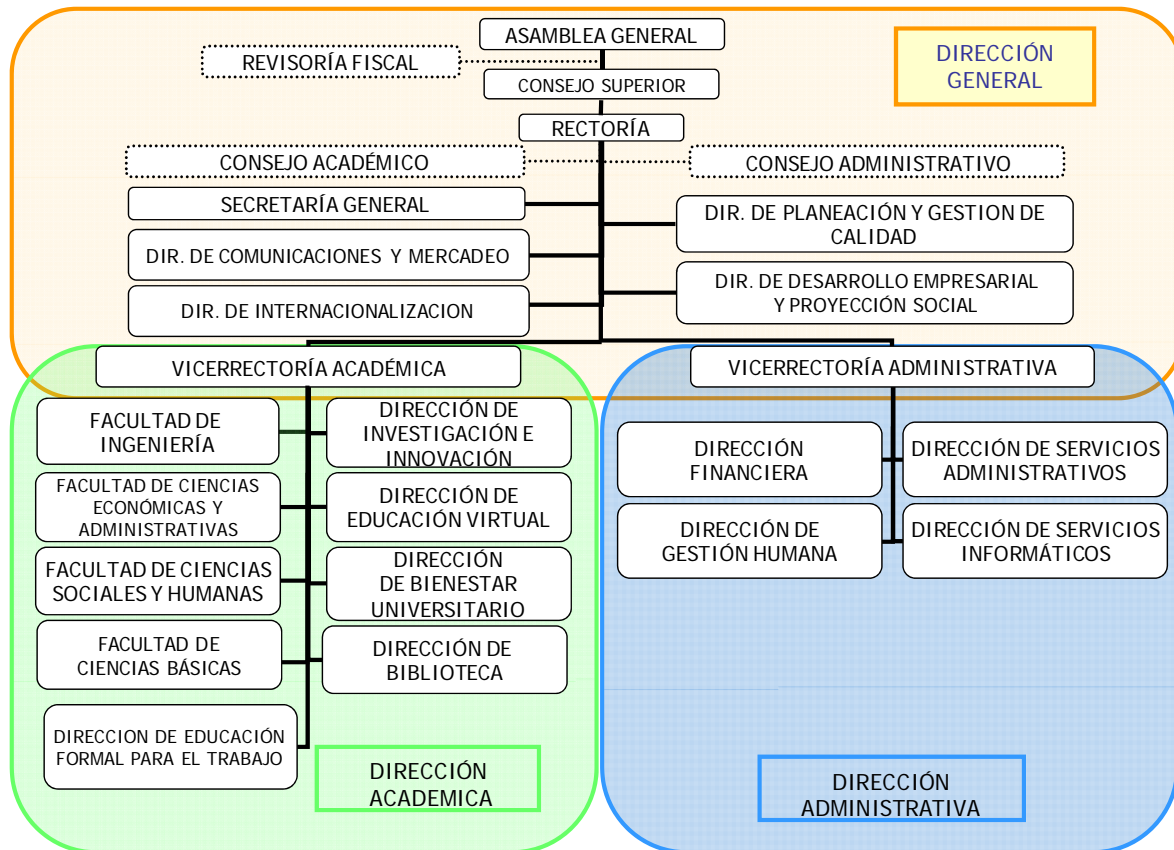 ASAMBLEA GENERAL
REVISORÍA FISCAL
DIRECCIÓN
GENERAL
CONSEJO SUPERIOR
RECTORÍA
CONSEJO ACADÉMICO
CONSEJO ADMINISTRATIVO
SECRETARÍA GENERAL
DIR. DE PLANEACIÓN Y GESTION DE
CALIDAD
DIR. DE COMUNICACIONES Y MERCADEO
DIR. DE DESARROLLO EMPRESARIAL
Y PROYECCIÓN SOCIAL
DIR. DE INTERNACIONALIZACION
VICERRECTORÍA ACADÉMICA
VICERRECTORÍA ADMINISTRATIVA
FACULTAD DE
INGENIERÍA
DIRECCIÓN DE
INVESTIGACIÓN E
INNOVACIÓN
FACULTAD DE CIENCIAS
ECONÓMICAS Y
ADMINISTRATIVAS
DIRECCIÓN DE
EDUCACIÓN VIRTUAL
FACULTAD DE CIENCIAS
SOCIALES Y HUMANAS
DIRECCIÓN
DE BIENESTAR
UNIVERSITARIO
FACULTAD DE
CIENCIAS BÁSICAS
DIRECCIÓN DE
BIBLIOTECA
DIRECCION DE EDUCACIÓN
FORMAL PARA EL TRABAJO
DIRECCIÓN
ACADEMICA
DIRECCIÓN
FINANCIERA
DIRECCIÓN DE SERVICIOS
ADMINISTRATIVOS
DIRECCIÓN DE
GESTIÓN HUMANA
DIRECCIÓN DE SERVICIOS
INFORMÁTICOS
DIRECCIÓN
ADMINISTRATIVA